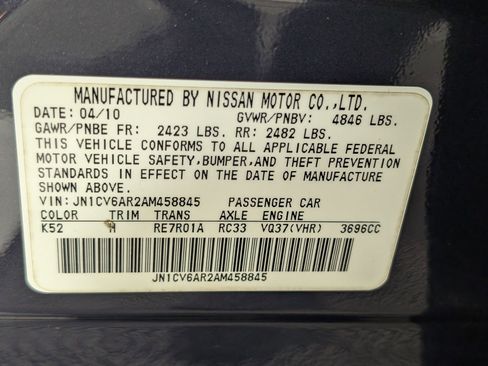 MANUFACTURED BY NISSAN MOTOR CO.,LTD.
DATE: 04/10 GVWR/PNBV: 4846 LBS.
GAWR/PNBE FR: 2423 LBS. RR: 2482 LBS.
THIS VEHICLE CONFORMS TO ALL APPLICABLE FEDERAL
MOTOR VEHICLE SAFETY,BUMPER,AND THEFT PREVENTION
STANDARDS IN EFFECT ON THE DATE OF MANUFACTURE
SHOWN ABOVE.
VIN: JN1CV6AR2AM458845 PASSENGER CAR
COLOR TRIM TRANS AXLE ENGINE
K52 H RE7R01A RC33 VQ37(VHR) 3696CC
JN1CV6AR2AM458845